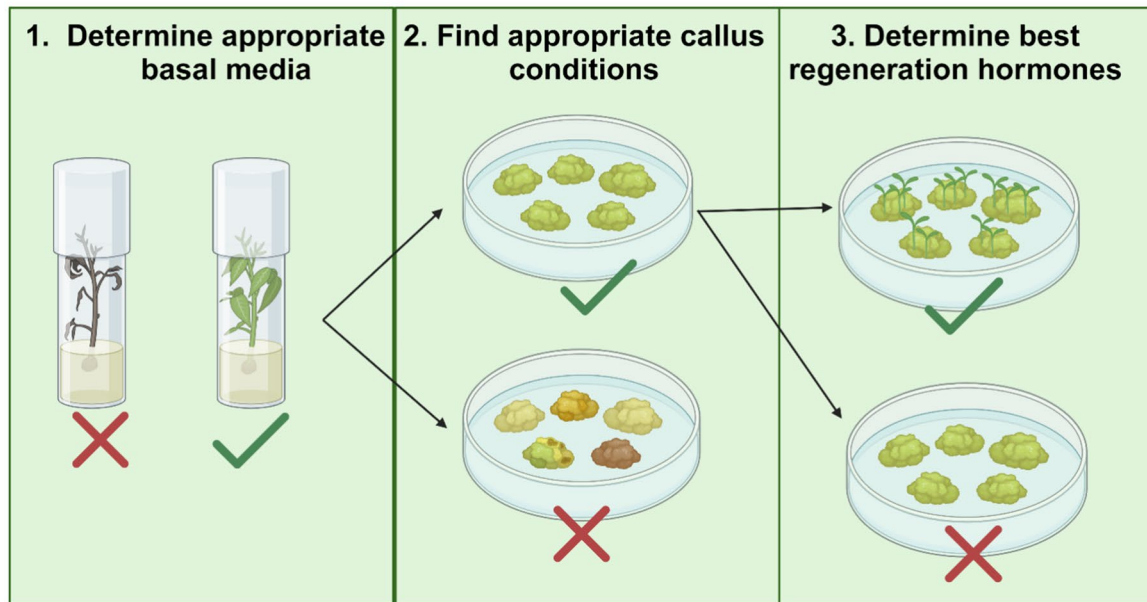 1. Determine appropriate
basal media
2. Find appropriate callus
conditions
3. Determine best
regeneration hormones